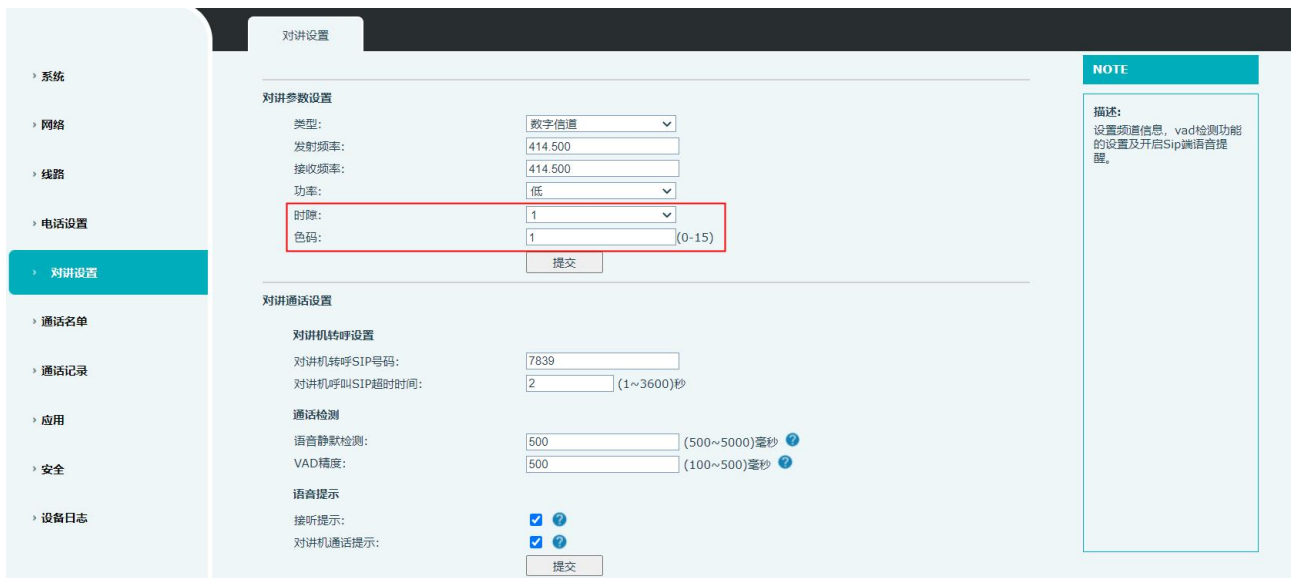 对讲设置
系统
网络
线路
电话设置
对讲设置
通话名单
通话记录
应用
安全
设备日志
对讲参数设置
类型: 数字信道
发射频率: 414.500
接收频率: 414.500
功率: 低
时隙: 1
色码: 1 (0-15)
提交
对讲通话设置
对讲机转呼设置
对讲机转呼SIP号码: 7839
对讲机呼叫SIP超时时间: 2 (1~3600)秒
通话检测
语音静默检测: 500 (500~5000)毫秒 ?
VAD精度: 500 (100~500)毫秒 ?
语音提示
接听提示: ?
对讲机通话提示: ?
提交
NOTE
描述:
设置频道信息，vad检测功能
的设置及开启Sip端语音提
醒。